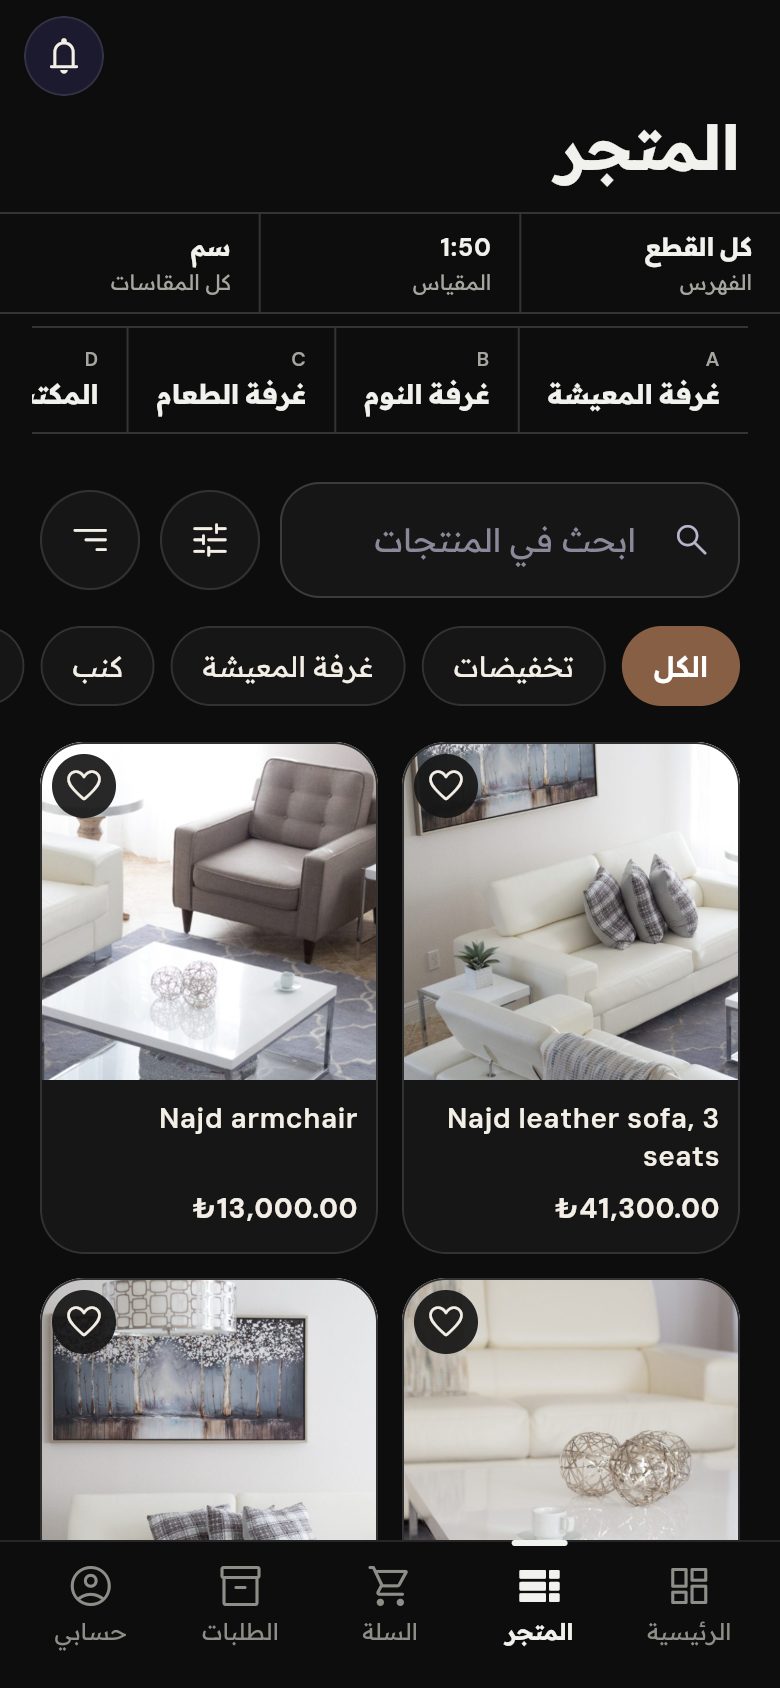 المتجر
كل القطع
الفهرس
1:50
المقياس
سم
كل المقاسات
A
غرفة المعيشة
B
غرفة النوم
C
غرفة الطعام
D
ابحث في المنتجات
الكل
تخفيضات
غرفة المعيشة
كنب
Najd leather sofa, 3
seats
₺41,300.00
Najd armchair
₺13,000.00
الرئيسية
المتجر
السلة
الطلبات
حسابي